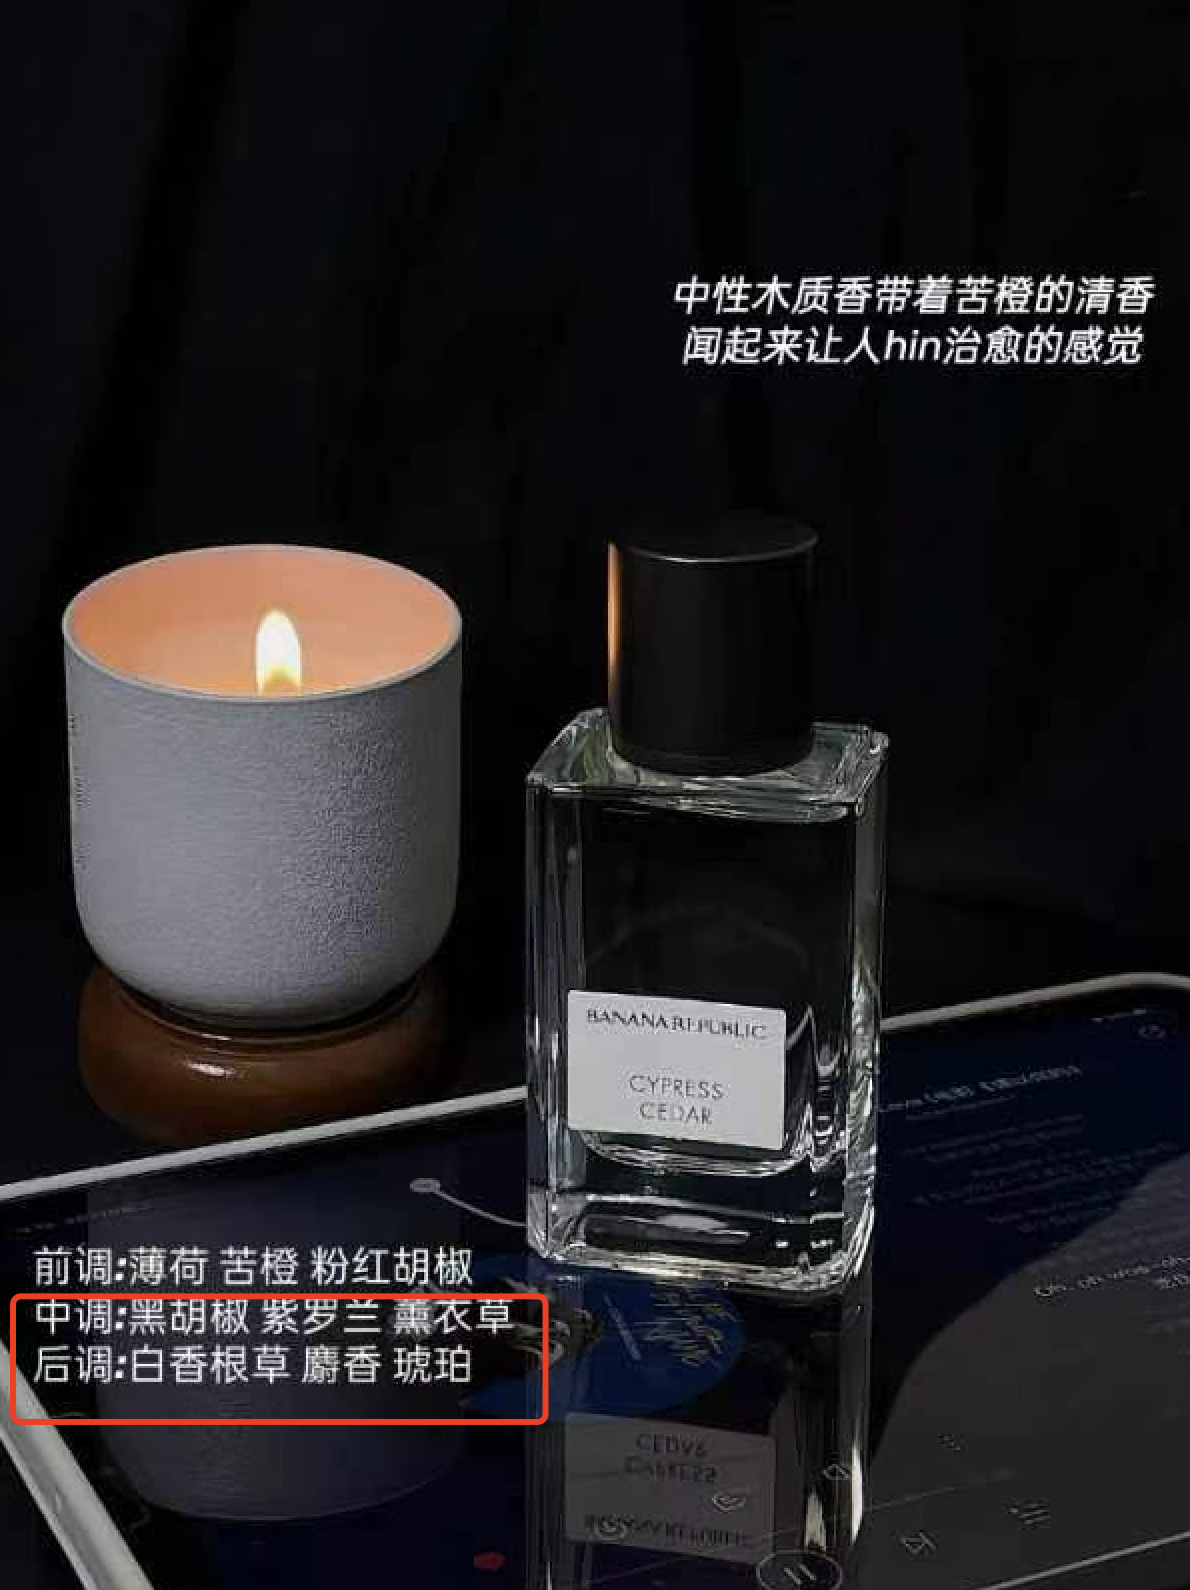 中性木质香带着苦橙的清香
闻起来让人hin治愈的感觉
BANANA REPUBLIC
CYPRESS
CEDAR
前调:薄荷 苦橙 粉红胡椒
中调:黑胡椒 紫罗兰 薰衣草
后调:白香根草 麝香 琥珀